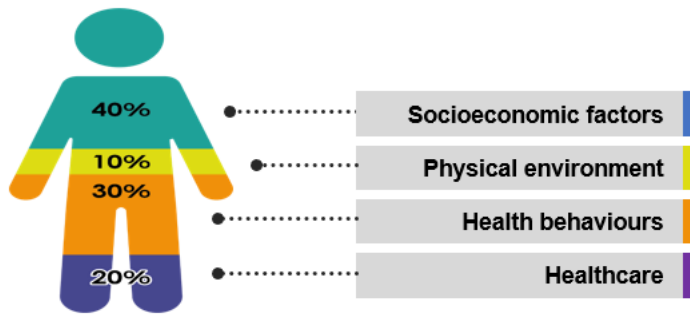 40%
Socioeconomic factors
10%
Physical environment
30%
Health behaviours
20%
Healthcare